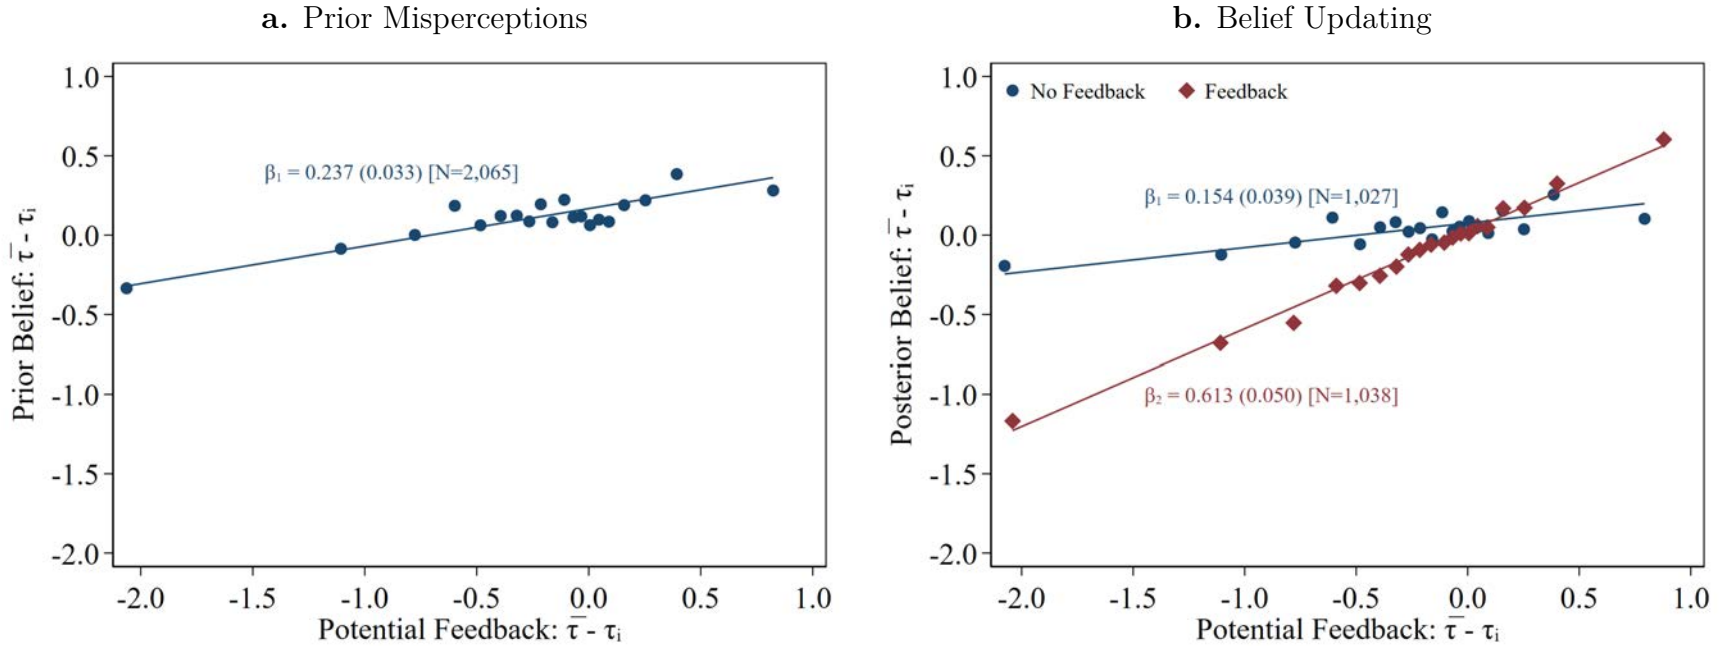 a. Prior Misperceptions
1.0
0.5
0.0
-0.5
-1.0
-1.5
-2.0
Prior Belief: τ̄ - τᵢ
β₁ = 0.237 (0.033) [N=2,065]
-2.0 -1.5 -1.0 -0.5 0.0 0.5 1.0
Potential Feedback: τ̄ - τᵢ
b. Belief Updating
1.0
0.5
0.0
-0.5
-1.0
-1.5
-2.0
Posterior Belief: τ̄ - τᵢ
No Feedback Feedback
β₁ = 0.154 (0.039) [N=1,027]
β₂ = 0.613 (0.050) [N=1,038]
-2.0 -1.5 -1.0 -0.5 0.0 0.5 1.0
Potential Feedback: τ̄ - τᵢ